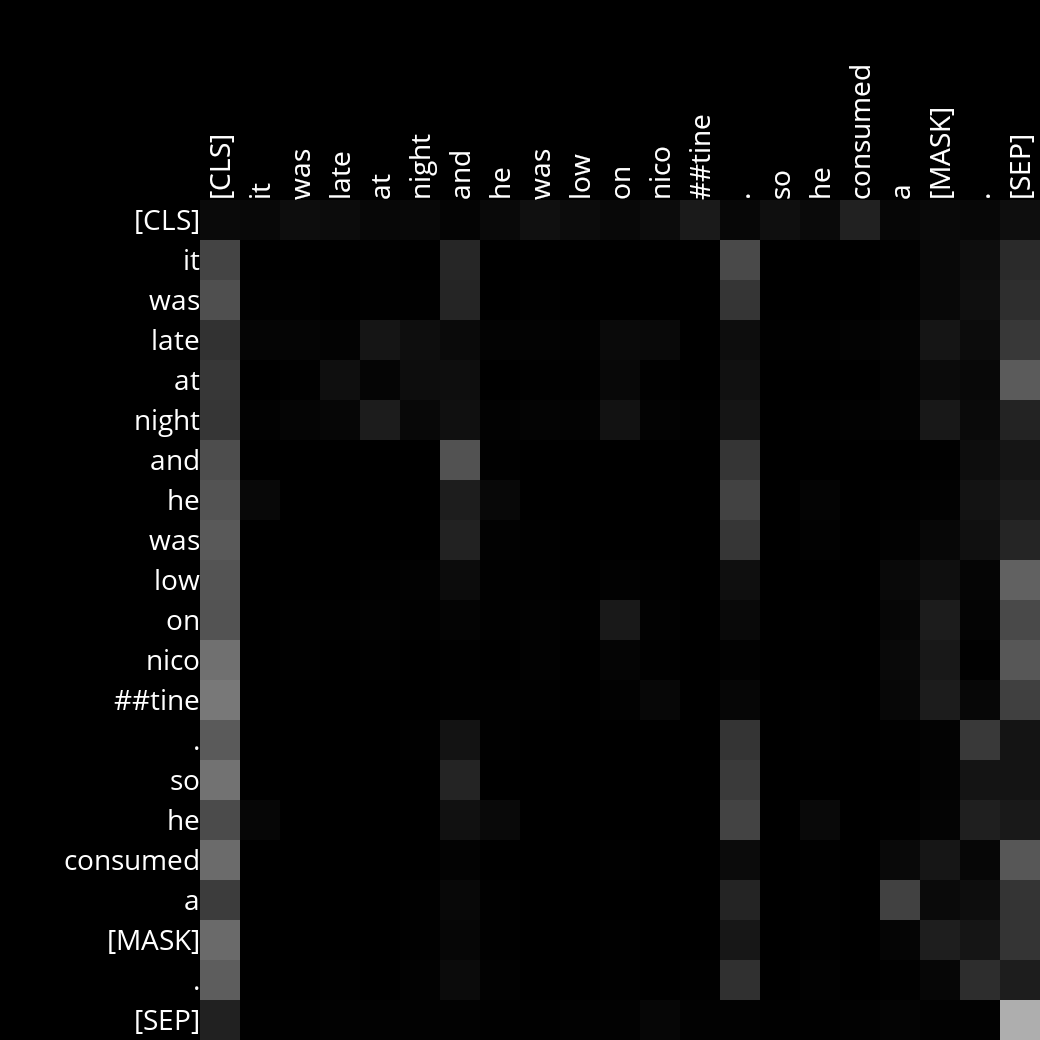 [CLS] it was late at night and he was low on nico ##tine . so he consumed a [MASK] . [SEP]
[CLS]
it
was
late
at
night
and
he
was
low
on
nico
##tine
.
so
he
consumed
a
[MASK]
.
[SEP]